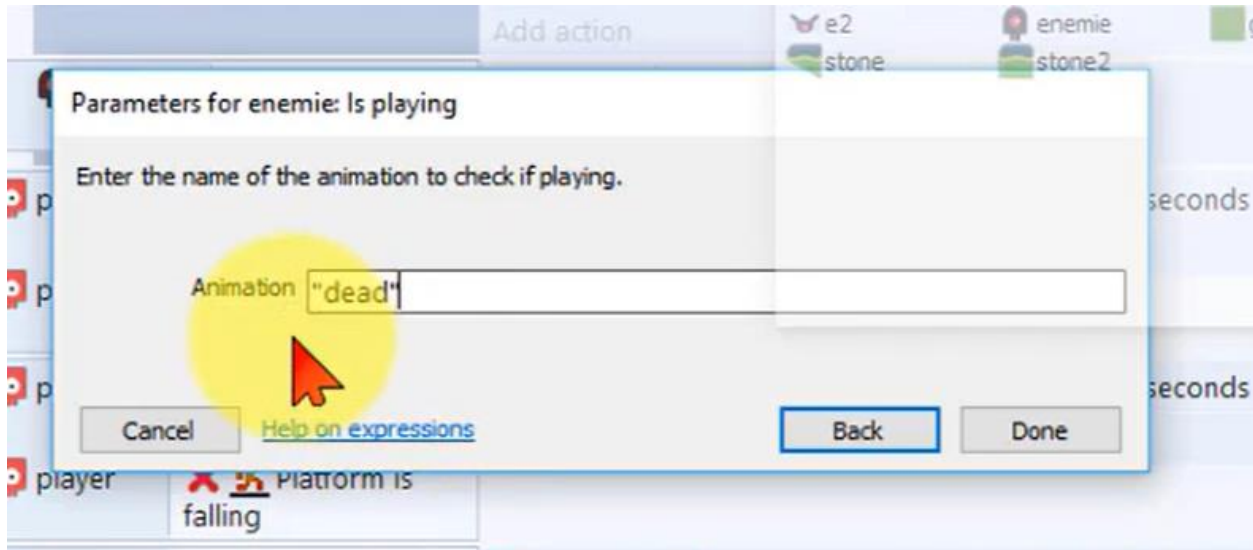 Add action
e2
enemie
stone
stone2
Parameters for enemie: Is playing
Enter the name of the animation to check if playing.
seconds
p
p
Animation "dead"
p
seconds
Cancel
Help on expressions
Back
Done
player
Platform is
falling